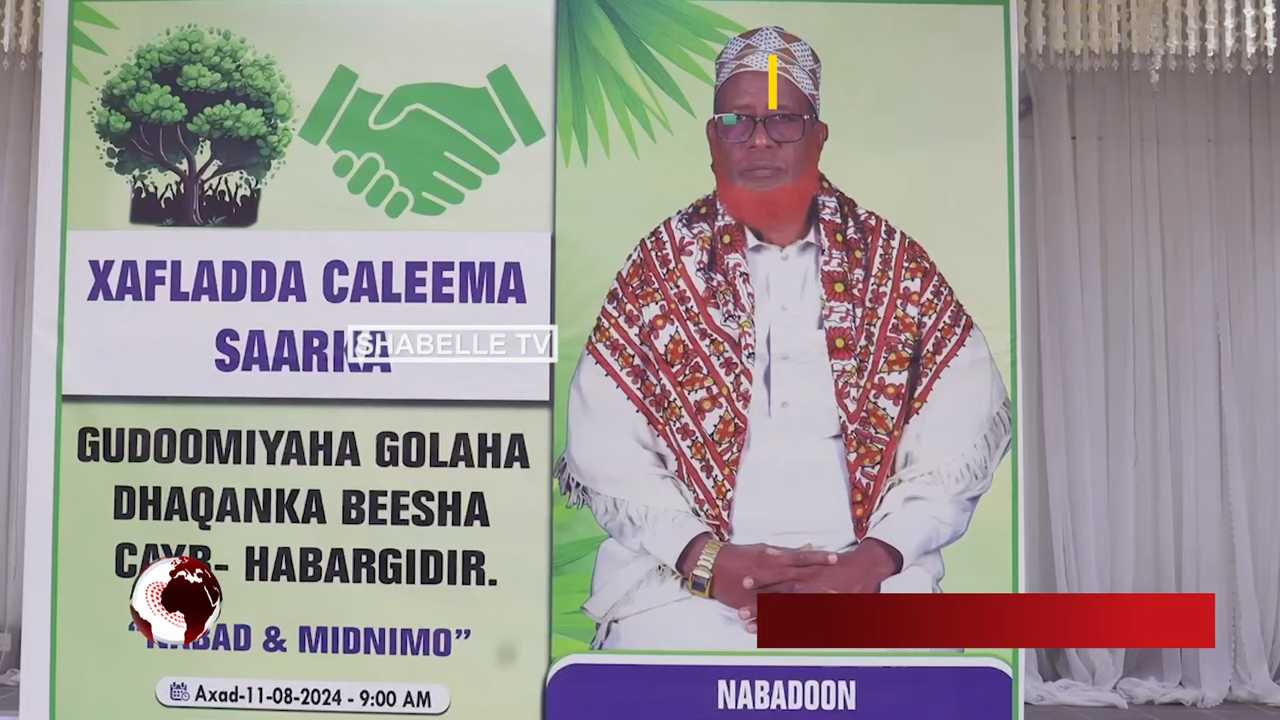 XAFLADDA CALEEMA
SAARKA
SHABELLE TV
GUDOOMIYAHA GOLAHA
DHAQANKA BEESHA
CAYR- HABARGIDIR.
“NABAD & MIDNIMO”
Axad-11-08-2024 - 9:00 AM
NABADOON